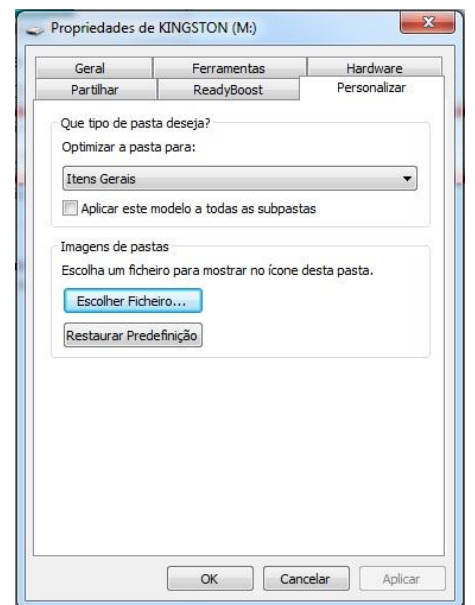 Propriedades de KINGSTON (M:)
Geral Ferramentas Hardware
Partilhar ReadyBoost Personalizar
Que tipo de pasta deseja?
Optimizar a pasta para:
Itens Gerais
Aplicar este modelo a todas as subpastas
Imagens de pastas
Escolha um ficheiro para mostrar no ícone desta pasta.
Escolher Ficheiro...
Restaurar Predefinição
OK Cancelar Aplicar